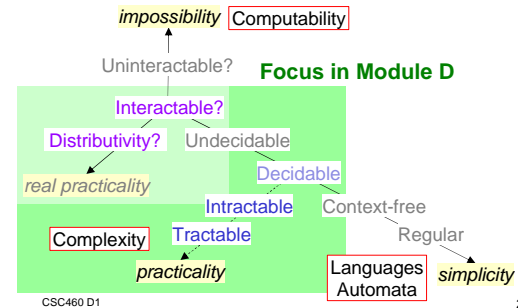 impossibility Computability
Uninteractable?
Focus in Module D
Interactable?
Distributivity? Undecidable
Decidable
real practicality
Intractable Context-free
Complexity Tractable Regular
practicality Languages simplicity
Automata
CSC460 D1